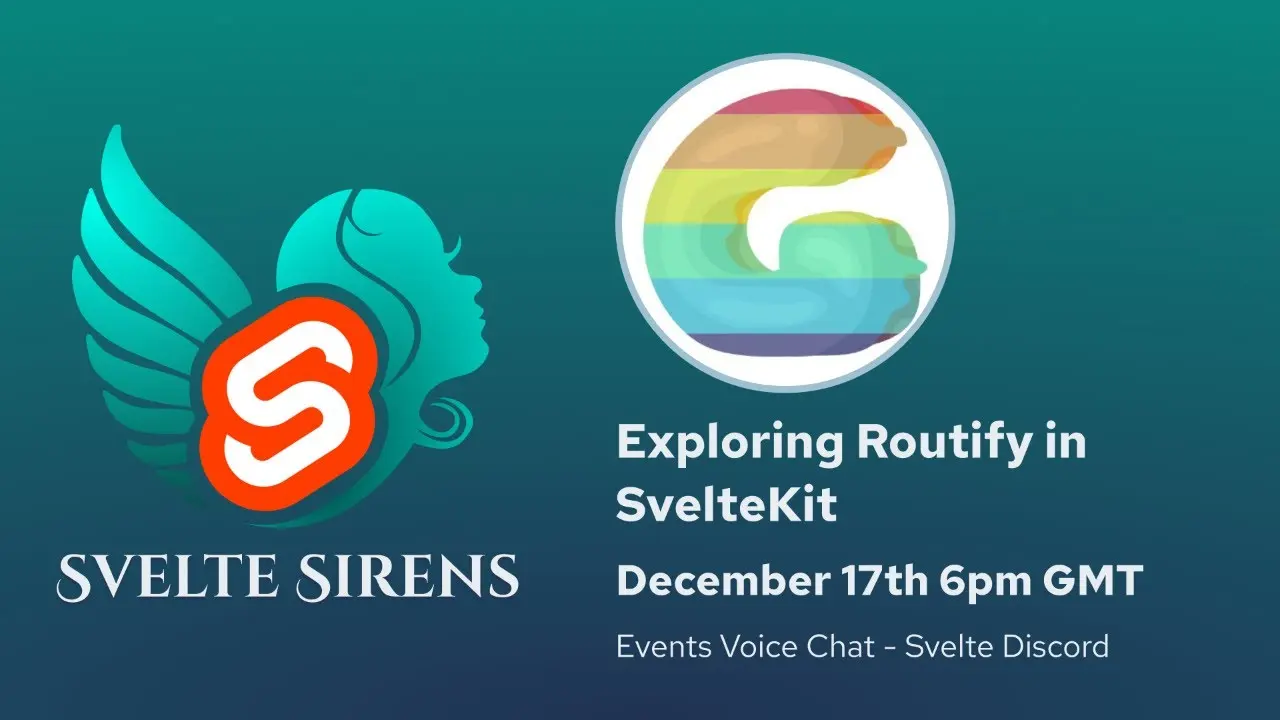 SVELTE SIRENS
Exploring Routify in
SvelteKit
December 17th 6pm GMT
Events Voice Chat - Svelte Discord